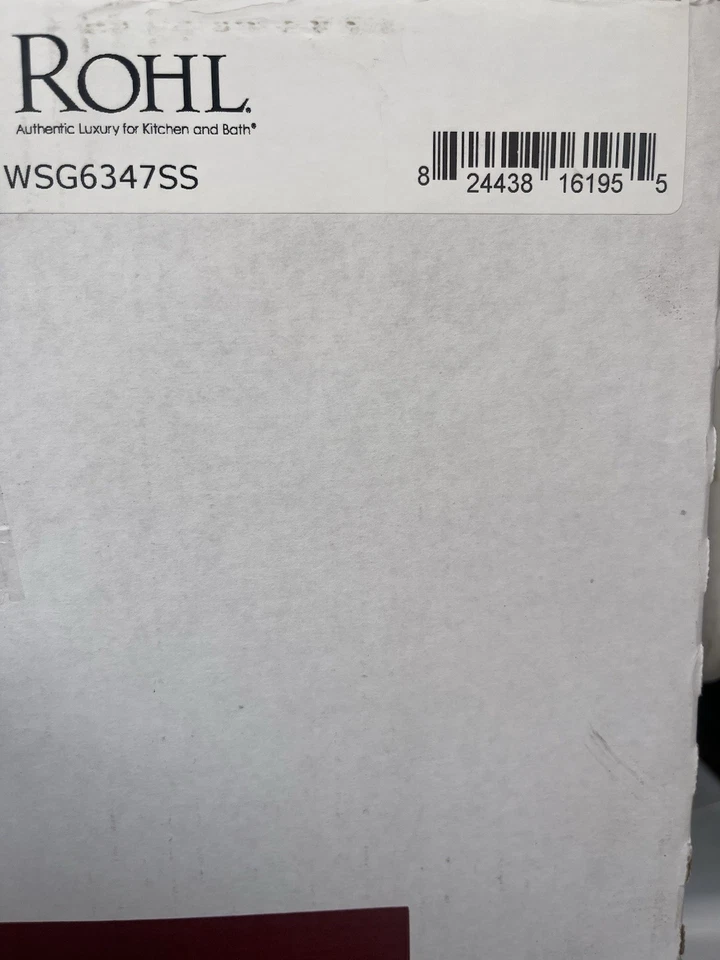 ROHL.
Authentic Luxury for Kitchen and Bath®
WSG6347SS
8 24438 16195 5